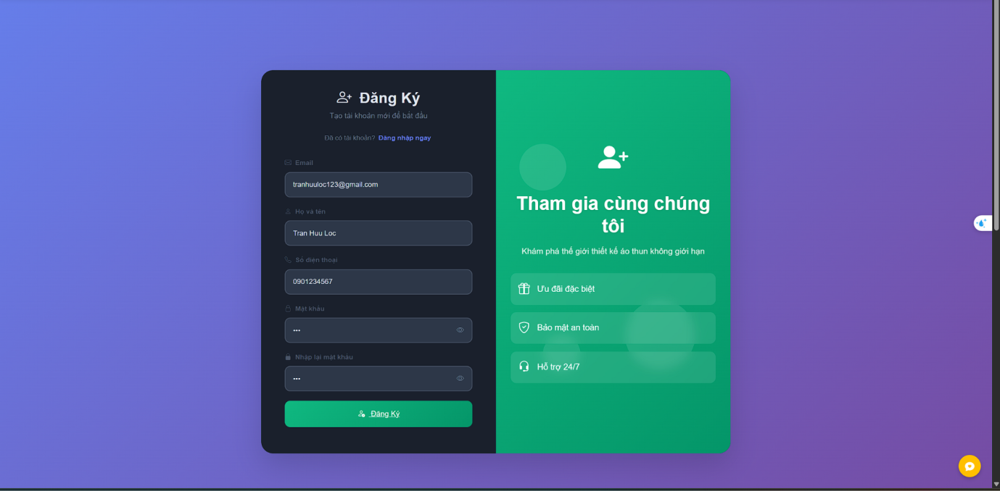 Đăng Ký
Tạo tài khoản mới để bắt đầu
Đã có tài khoản? Đăng nhập ngay
Email
tranhuuloc123@gmail.com
Họ và tên
Tran Huu Loc
Số điện thoại
0901234567
Mật khẩu
•••
Nhập lại mật khẩu
•••
Đăng Ký
Tham gia cùng chúng
tôi
Khám phá thế giới thiết kế áo thun không giới hạn
Ưu đãi đặc biệt
Bảo mật an toàn
Hỗ trợ 24/7